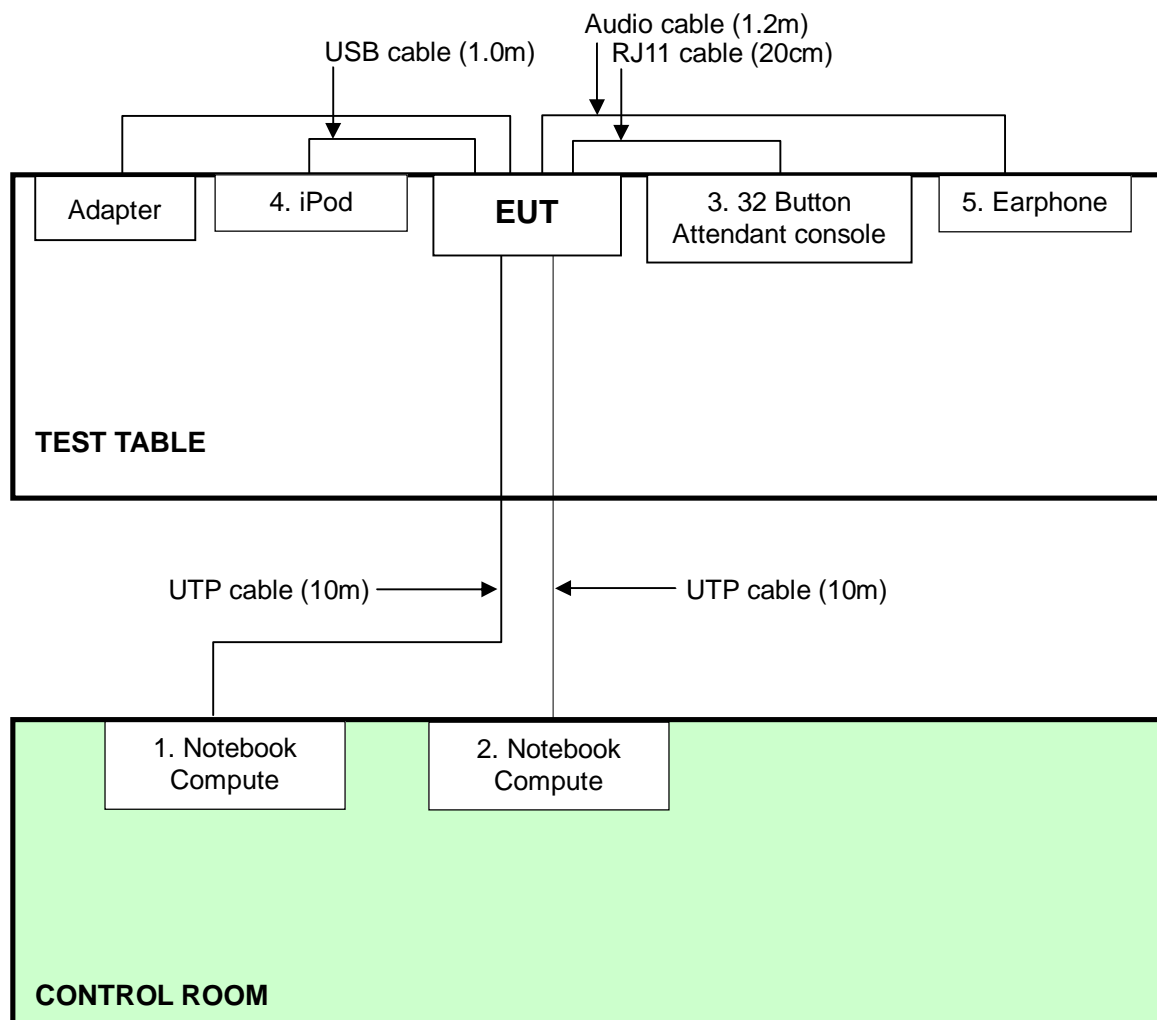 Audio cable (1.2m)
USB cable (1.0m)
RJ11 cable (20cm)
Adapter
4. iPod
EUT
3. 32 Button
Attendant console
5. Earphone
TEST TABLE
UTP cable (10m)
UTP cable (10m)
1. Notebook
Compute
2. Notebook
Compute
CONTROL ROOM